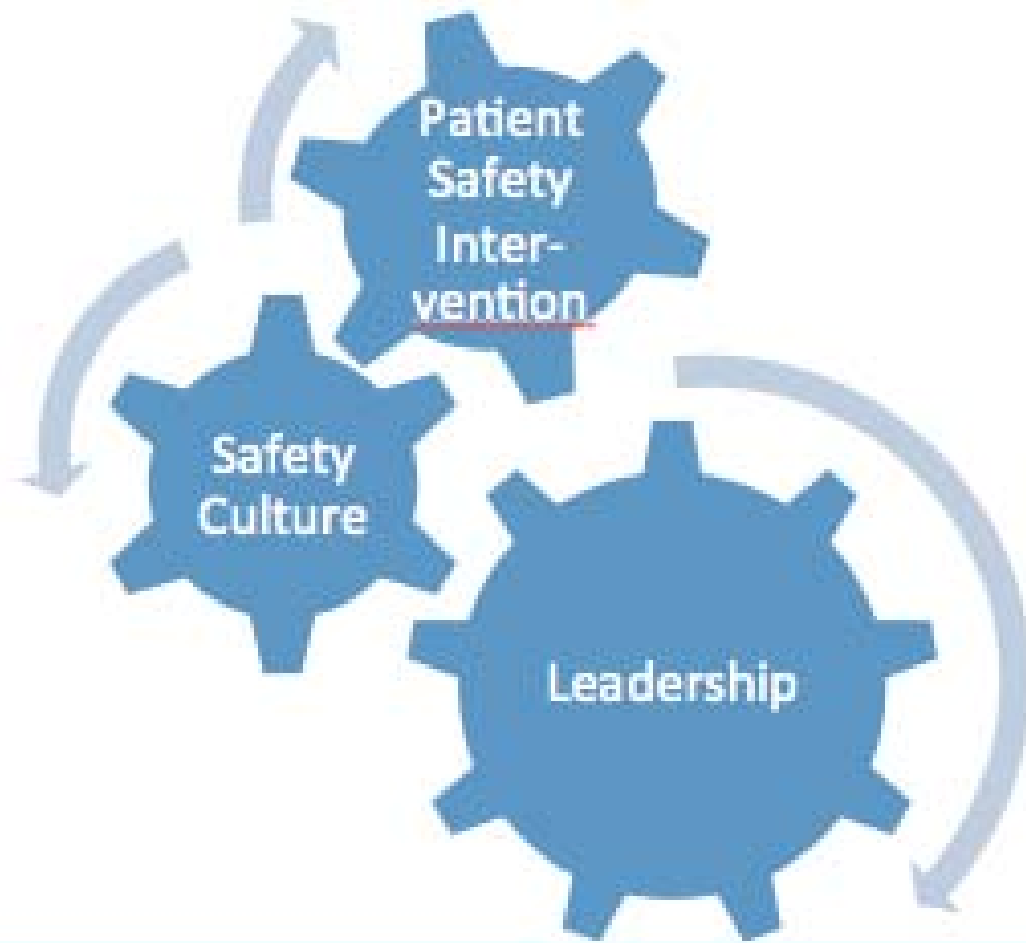 Patient
Safety
Inter-
vention
Safety
Culture
Leadership